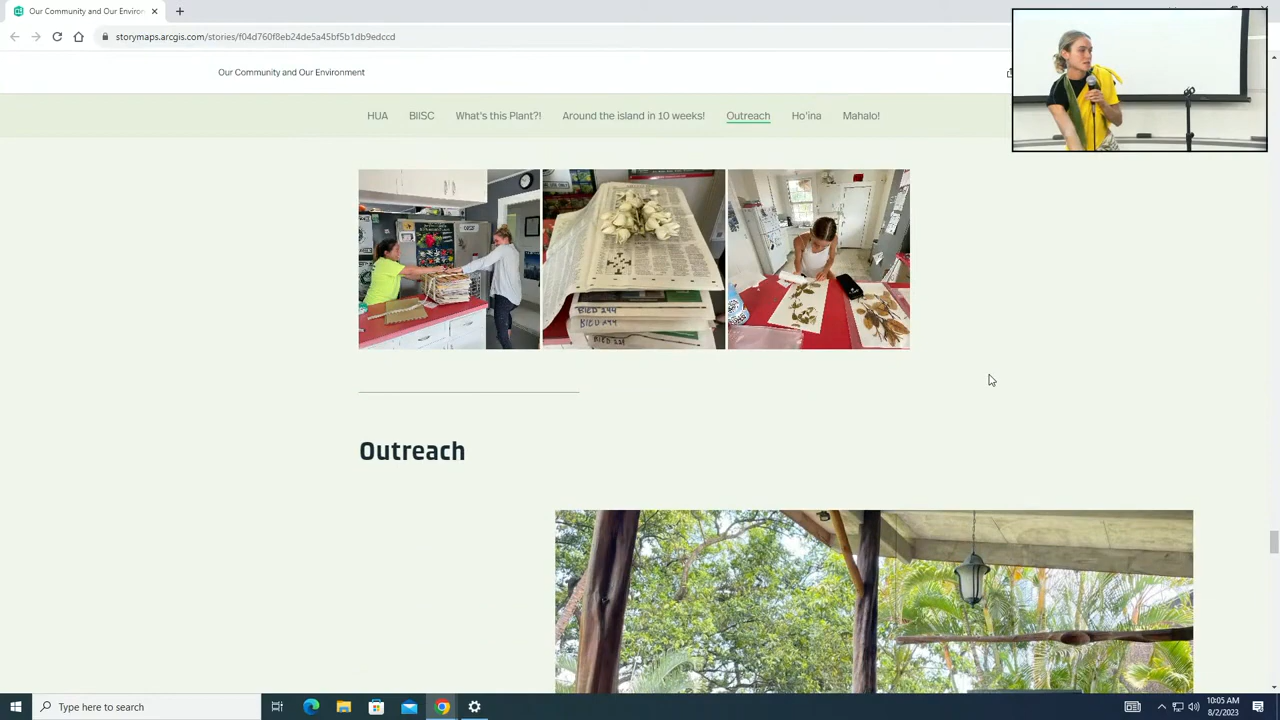 Our Community and Our Environ
storymaps.arcgis.com/stories/f04d760f8eb24de5a45bf5b1db9edccd
Our Community and Our Environment
HUA BIISC What's this Plant?! Around the island in 10 weeks! Outreach Ho'ina Mahalo!
Outreach
Type here to search
10:05 AM
8/2/2023